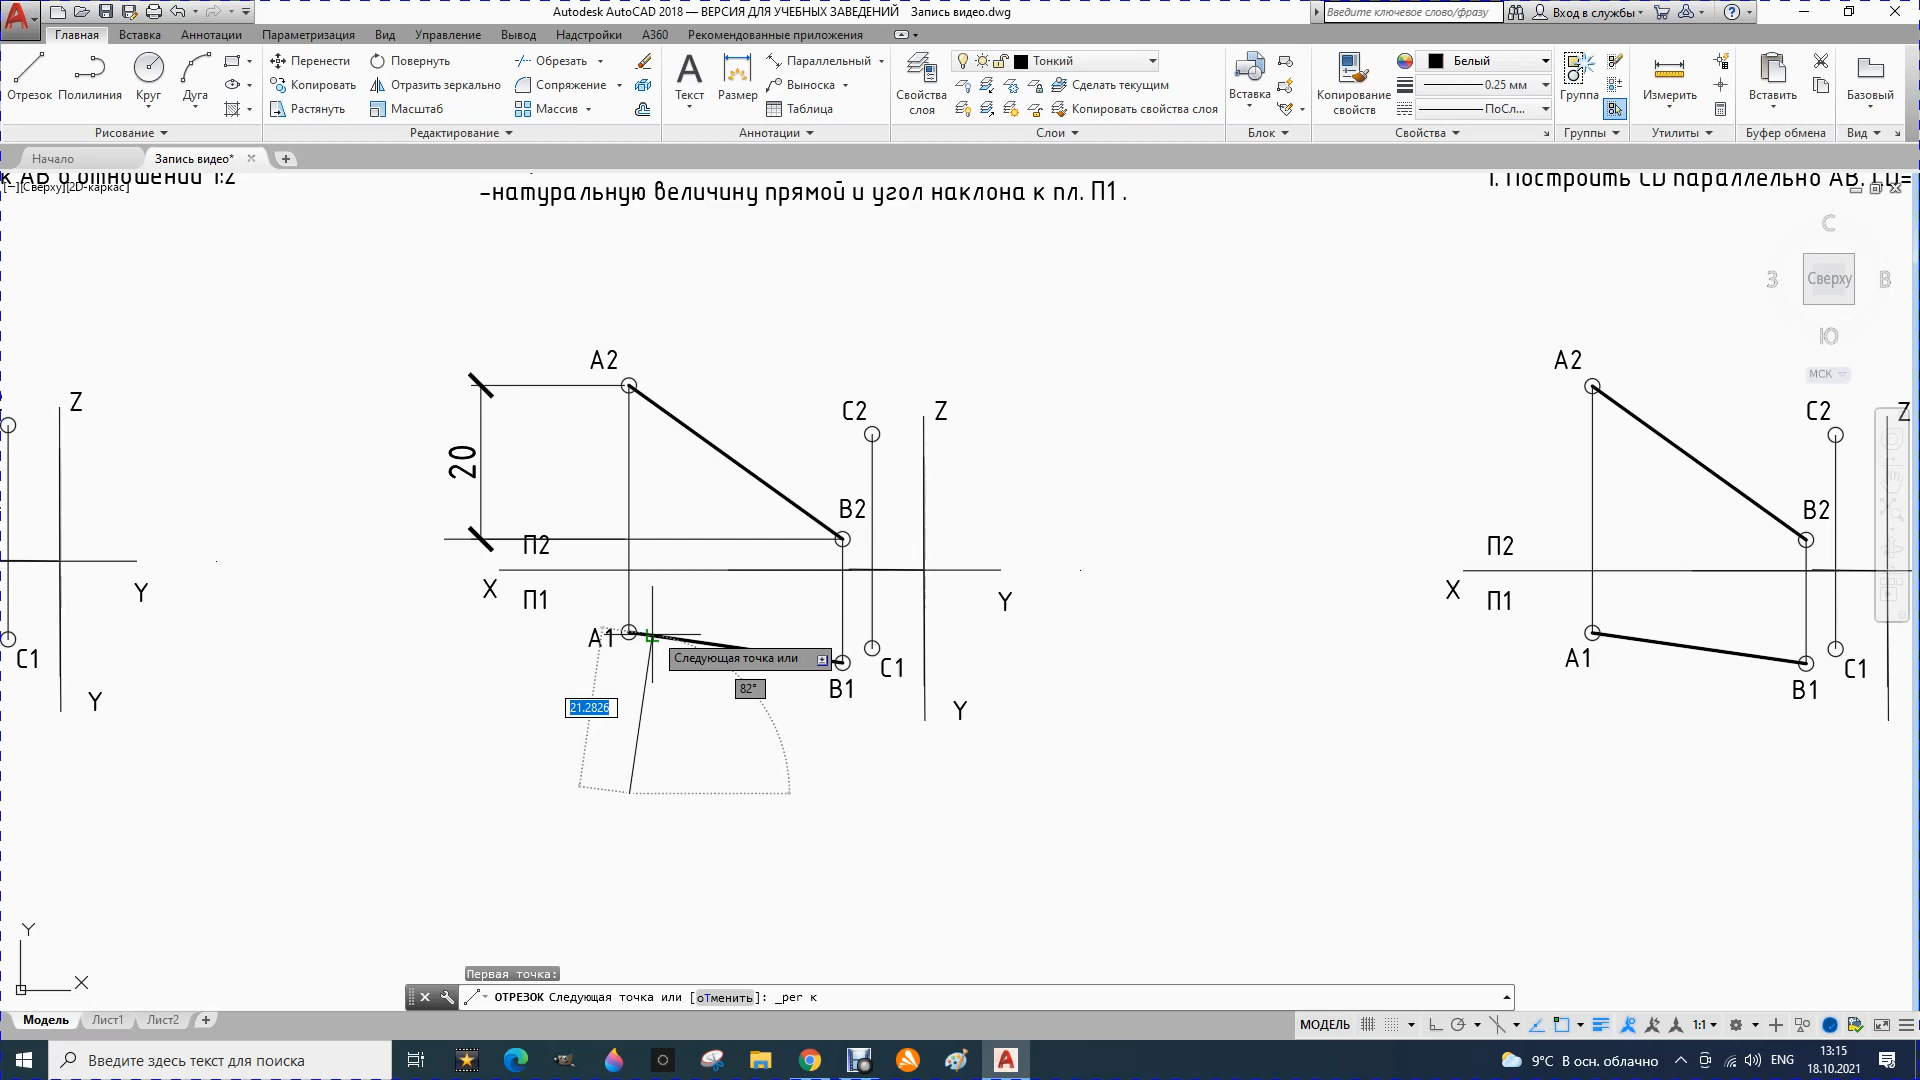 Autodesk AutoCAD 2018 — ВЕРСИЯ ДЛЯ УЧЕБНЫХ ЗАВЕДЕНИЙ Запись видео.dwg
Введите ключевое слово/фразу
Вход в службы
Главная Вставка Аннотации Параметризация Вид Управление Вывод Надстройки A360 Рекомендованные приложения
Отрезок Полилиния Круг Дуга
Перенести Повернуть Обрезать
Копировать Отразить зеркально Сопряжение
Растянуть Масштаб Массив
Текст Размер
Параллельный
Выноска
Таблица
Свойства слоя
Тонкий
Сделать текущим
Копировать свойства слоя
Вставка
Копирование свойств
Белый
0.25 мм
ПоСл...
Группа
Измерить
Вставить
Базовый
Рисование Редактирование Аннотации Слои Блок Свойства Группы Утилиты Буфер обмена Вид
Начало Запись видео*
[−][Сверху][2D-каркас]
к АВ в отношении 1:2
-натуральную величину прямой и угол наклона к пл. П1 .
1. Построить CD параллельно АВ.
С
З Сверху В
Ю
МСК
A2 A2
Z C2 Z C2 Z
20
B2 B2
П2 П2
X Y X
Y П1 П1
A1
Следующая точка или
C1 C1 A1 C1
82°
B1 B1
Y 21.2826 Y
Y
X
Первая точка:
ОТРЕЗОК Следующая точка или [оТменить]: _per к
Модель Лист1 Лист2
МОДЕЛЬ 1:1
Введите здесь текст для поиска
9°C В осн. облачно
ENG
13:15
18.10.2021